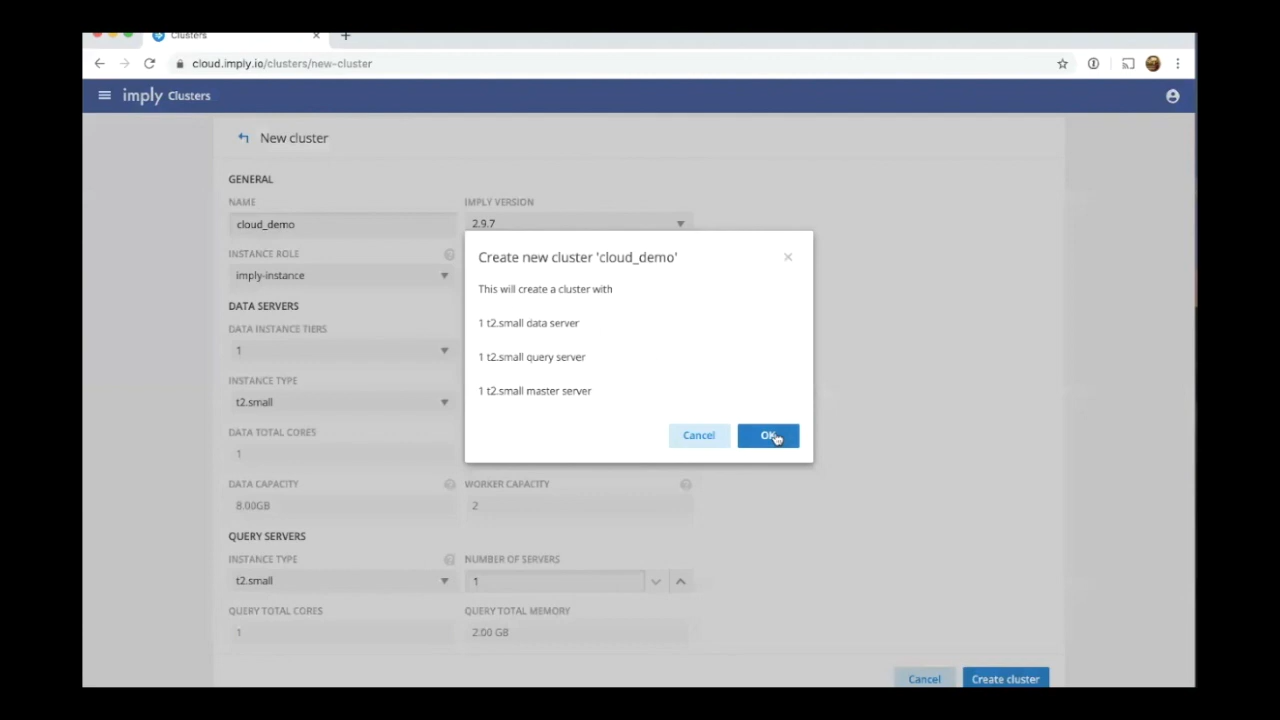 Clusters
cloud.imply.io/clusters/new-cluster
imply Clusters
New cluster
GENERAL
NAME
IMPLY VERSION
cloud_demo
2.9.7
INSTANCE ROLE
imply-instance
Create new cluster 'cloud_demo'
This will create a cluster with
1 t2.small data server
1 t2.small query server
1 t2.small master server
Cancel
OK
DATA SERVERS
DATA INSTANCE TIERS
1
INSTANCE TYPE
t2.small
DATA TOTAL CORES
1
DATA CAPACITY
WORKER CAPACITY
8.00GB
2
QUERY SERVERS
INSTANCE TYPE
NUMBER OF SERVERS
t2.small
1
QUERY TOTAL CORES
QUERY TOTAL MEMORY
1
2.00 GB
Cancel
Create cluster